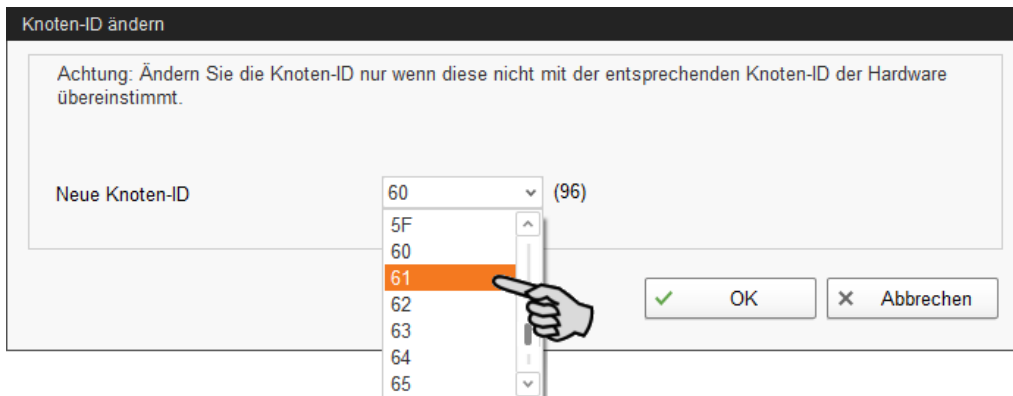 Knoten-ID ändern
Achtung: Ändern Sie die Knoten-ID nur wenn diese nicht mit der entsprechenden Knoten-ID der Hardware
übereinstimmt.
Neue Knoten-ID 60 (96)
5F
60
61
62
63
64
65
OK Abbrechen